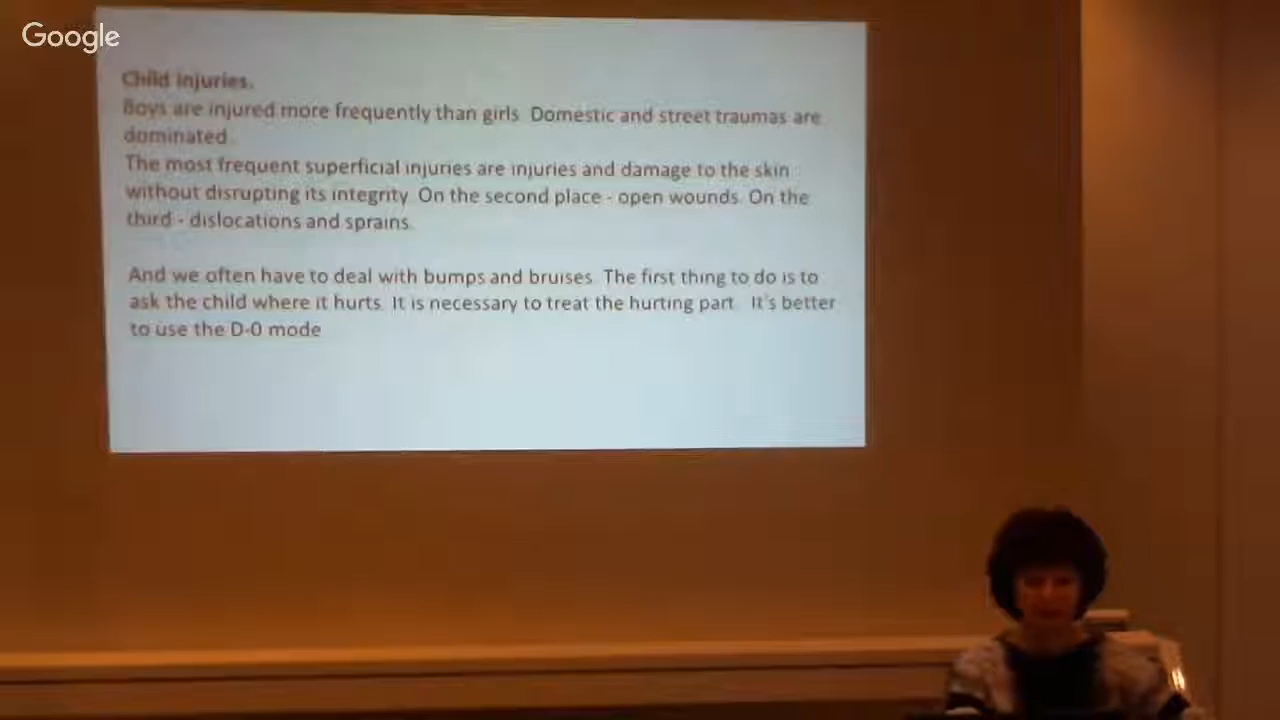 Google
Child injuries.
Boys are injured more frequently than girls. Domestic and street traumas are
dominated.
The most frequent superficial injuries are injuries and damage to the skin
without disrupting its integrity. On the second place - open wounds. On the
third - dislocations and sprains.
And we often have to deal with bumps and bruises. The first thing to do is to
ask the child where it hurts. It is necessary to treat the hurting part. It's better
to use the D-0 mode